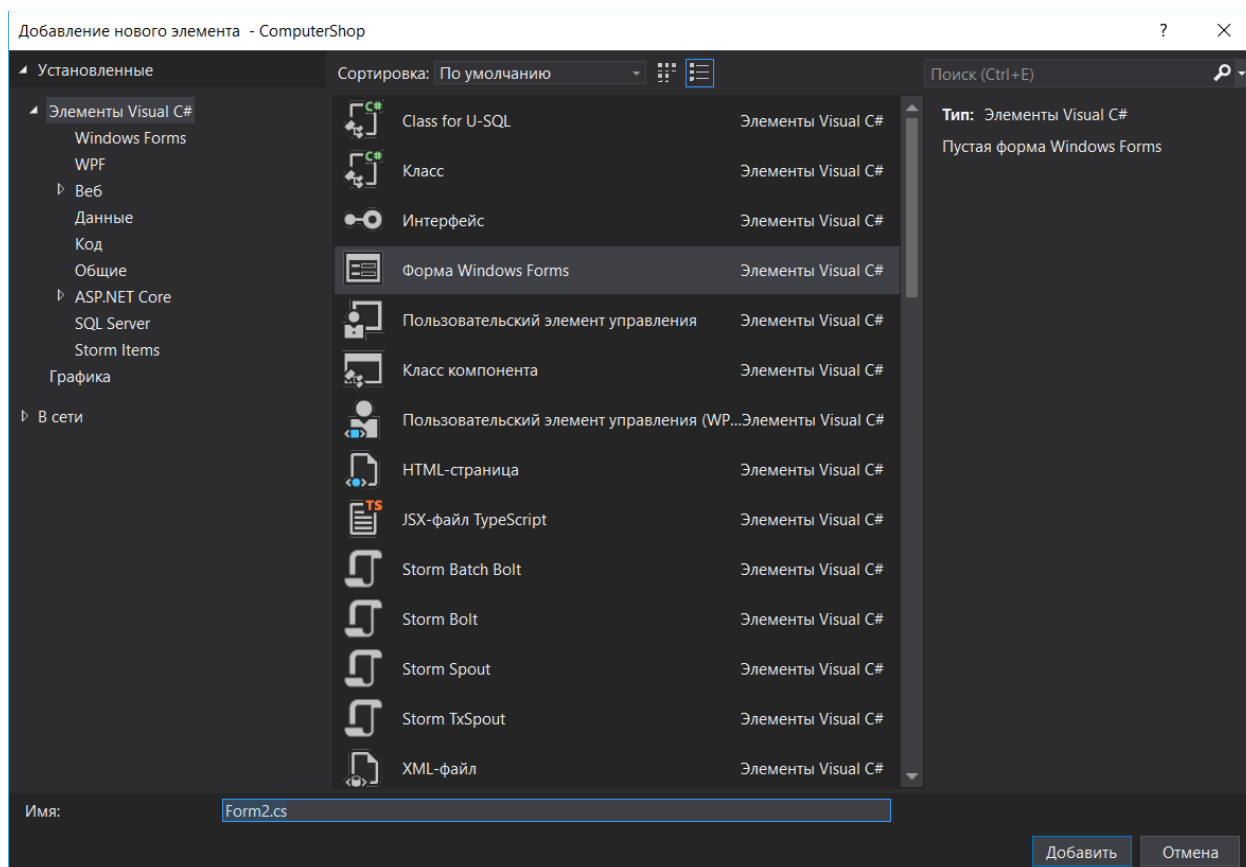 Добавление нового элемента - ComputerShop
?
Установленные
Сортировка: По умолчанию
Поиск (Ctrl+E)
Элементы Visual C#
Windows Forms
WPF
Веб
Данные
Код
Общие
ASP.NET Core
SQL Server
Storm Items
Графика
В сети
C#
Class for U-SQL Элементы Visual C#
C#
Класс Элементы Visual C#
Интерфейс Элементы Visual C#
Форма Windows Forms Элементы Visual C#
Пользовательский элемент управления Элементы Visual C#
Класс компонента Элементы Visual C#
Пользовательский элемент управления (WP...Элементы Visual C#
HTML-страница Элементы Visual C#
TS
JSX-файл TypeScript Элементы Visual C#
Storm Batch Bolt Элементы Visual C#
Storm Bolt Элементы Visual C#
Storm Spout Элементы Visual C#
Storm TxSpout Элементы Visual C#
XML-файл Элементы Visual C#
Тип: Элементы Visual C#
Пустая форма Windows Forms
Имя: Form2.cs
Добавить Отмена